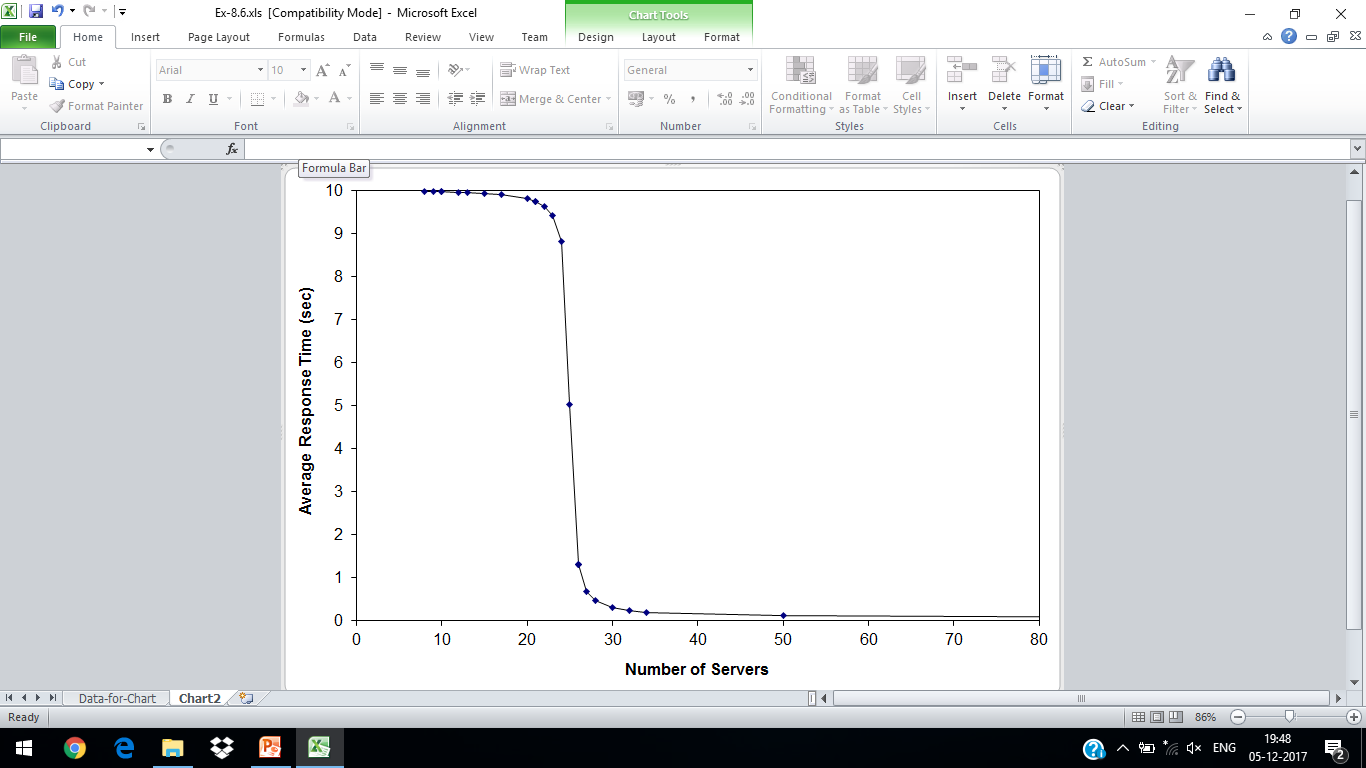 Ex-8.6.xls [Compatibility Mode] - Microsoft Excel
Chart Tools
File Home Insert Page Layout Formulas Data Review View Team Design Layout Format
Paste
Cut
Copy
Format Painter
Clipboard
Arial 10
B I U
Font
Wrap Text
Merge & Center
Alignment
General
Number
Conditional Formatting
Format as Table
Cell Styles
Styles
Insert
Delete
Format
Cells
AutoSum
Fill
Clear
Sort & Filter
Find & Select
Editing
fx
Formula Bar
Average Response Time (sec)
10
9
8
7
6
5
4
3
2
1
0
0 10 20 30 40 50 60 70 80
Number of Servers
Data-for-Chart Chart2
Ready 86%
ENG 19:48
05-12-2017
2